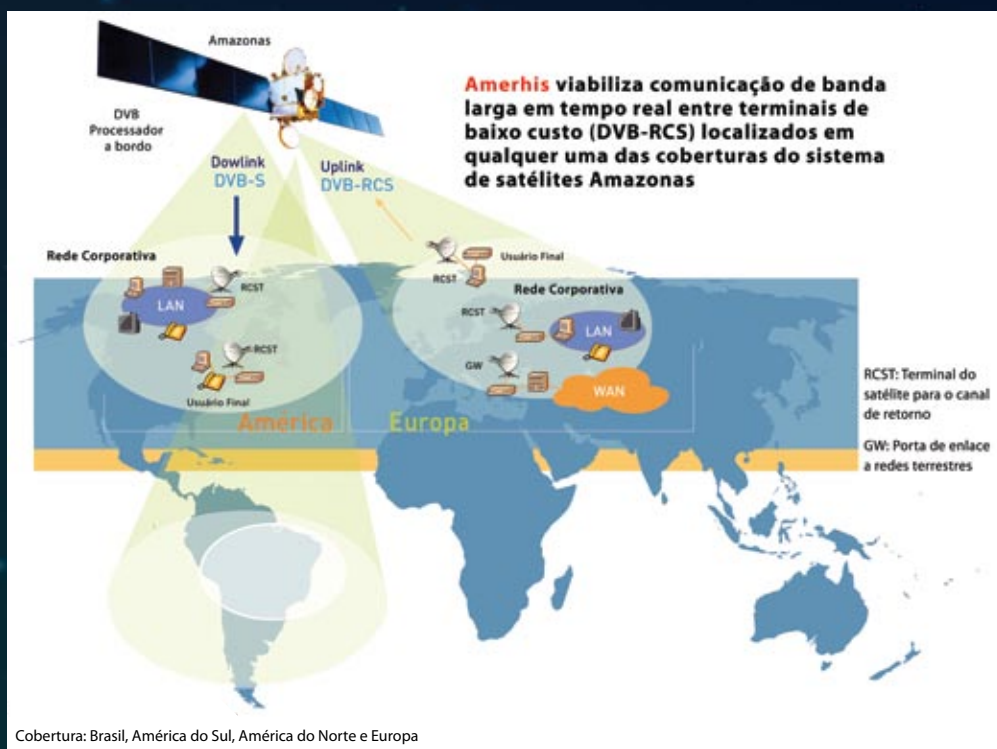 Amazonas
DVB
Processador
a bordo
Amerhis viabiliza comunicação de banda
larga em tempo real entre terminais de
baixo custo (DVB-RCS) localizados em
qualquer uma das coberturas do sistema
de satélites Amazonas
Dowlink
DVB-S
Uplink
DVB-RCS
Rede Corporativa
LAN
RCST
RCST
Usuário Final
Usuário Final
RCST
Rede Corporativa
RCST
LAN
GW
WAN
América
Europa
RCST: Terminal do
satélite para o canal
de retorno
GW: Porta de enlace
a redes terrestres
Cobertura: Brasil, América do Sul, América do Norte e Europa